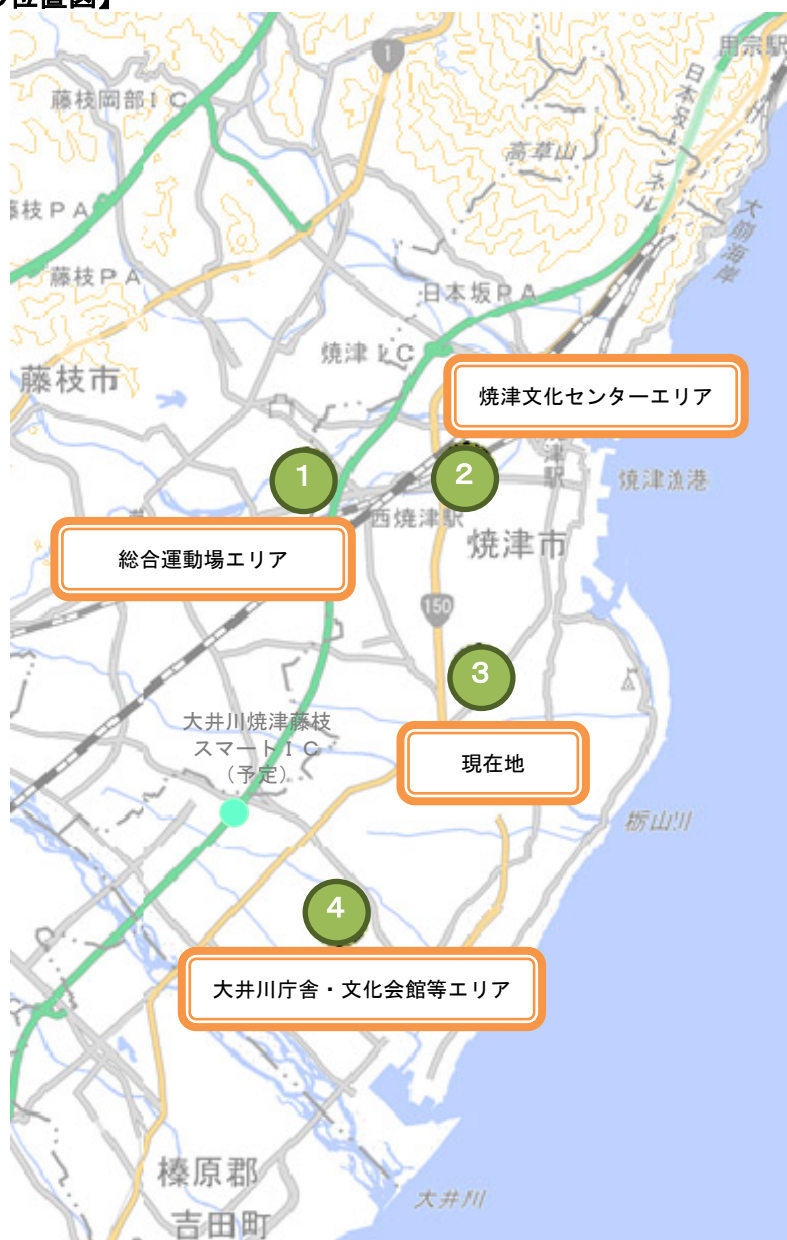 位置図】
1
用宗駅
藤枝岡部ＩＣ
日本坂トンネル
高草山
枝ＰＡ
大崩海岸
藤枝ＰＡ
日本坂ＰＡ
焼津ＩＣ
藤枝市
焼津文化センターエリア
1
2
津駅
焼津漁港
西焼津駅
焼津市
総合運動場エリア
150
3
大井川焼津藤枝
スマートＩＣ
（予定）
現在地
栃山川
4
大井川庁舎・文化会館等エリア
榛原郡
吉田町
大井川